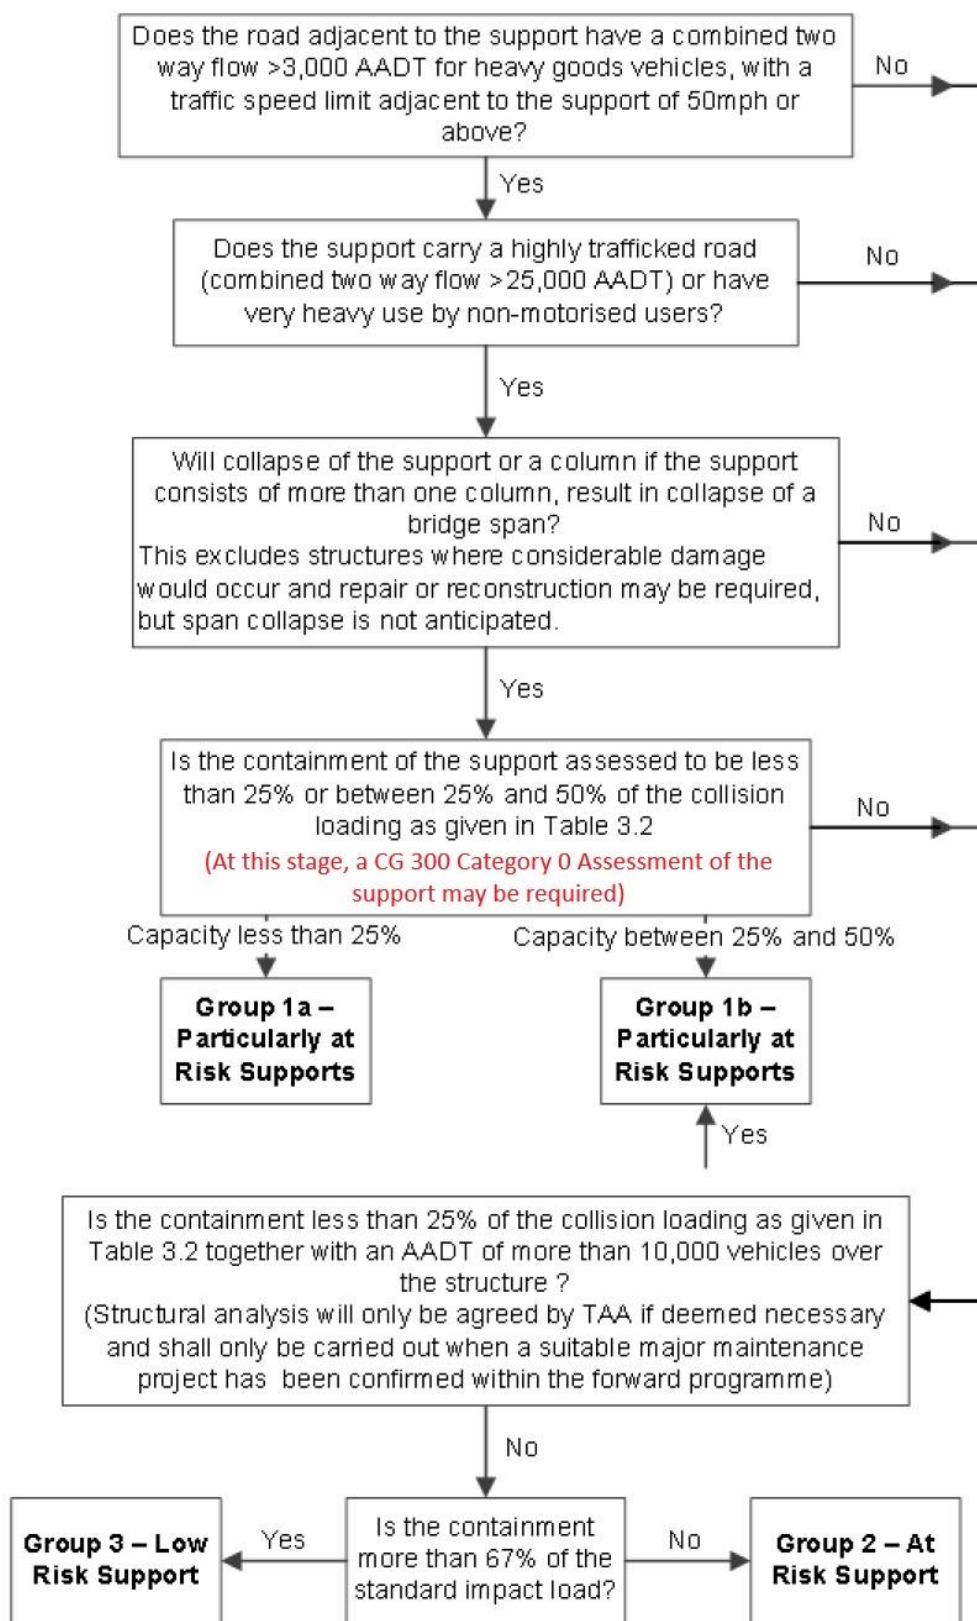 Does the road adjacent to the support have a combined two
way flow >3,000 AADT for heavy goods vehicles, with a
traffic speed limit adjacent to the support of 50mph or
above?
No
Yes
Does the support carry a highly trafficked road
(combined two way flow >25,000 AADT) or have
very heavy use by non-motorised users?
No
Yes
Will collapse of the support or a column if the support
consists of more than one column, result in collapse of a
bridge span?
This excludes structures where considerable damage
would occur and repair or reconstruction may be required,
but span collapse is not anticipated.
No
Yes
Is the containment of the support assessed to be less
than 25% or between 25% and 50% of the collision
loading as given in Table 3.2
(At this stage, a CG 300 Category 0 Assessment of the
support may be required)
No
Capacity less than 25%
Capacity between 25% and 50%
Group 1a –
Particularly at
Risk Supports
Group 1b –
Particularly at
Risk Supports
Yes
Is the containment less than 25% of the collision loading as given in
Table 3.2 together with an AADT of more than 10,000 vehicles over
the structure ?
(Structural analysis will only be agreed by TAA if deemed necessary
and shall only be carried out when a suitable major maintenance
project has been confirmed within the forward programme)
No
Group 3 – Low
Risk Support
Yes
Is the containment
more than 67% of the
standard impact load?
No
Group 2 – At
Risk Support